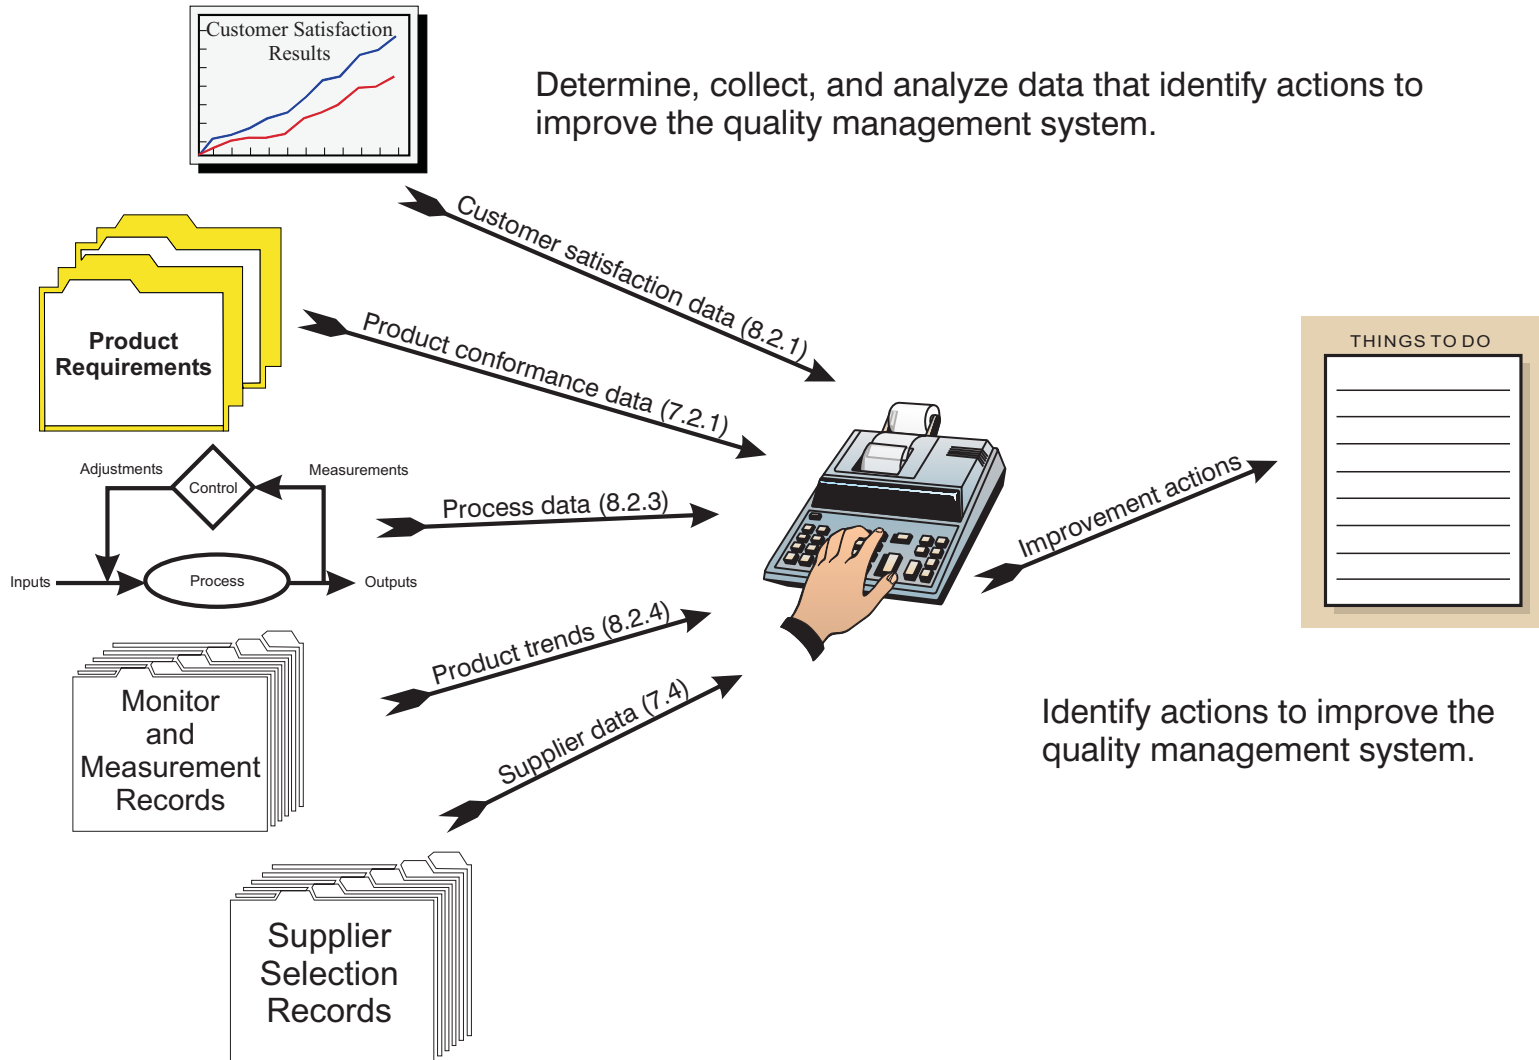 Customer Satisfaction
Results
Determine, collect, and analyze data that identify actions to
improve the quality management system.
Customer satisfaction data (8.2.1)
Product
Requirements
Product conformance data (7.2.1)
THINGS TO DO
Adjustments
Measurements
Control
Process data (8.2.3)
Improvement actions
Inputs
Process
Outputs
Product trends (8.2.4)
Monitor
and
Measurement
Records
Supplier data (7.4)
Identify actions to improve the
quality management system.
Supplier
Selection
Records